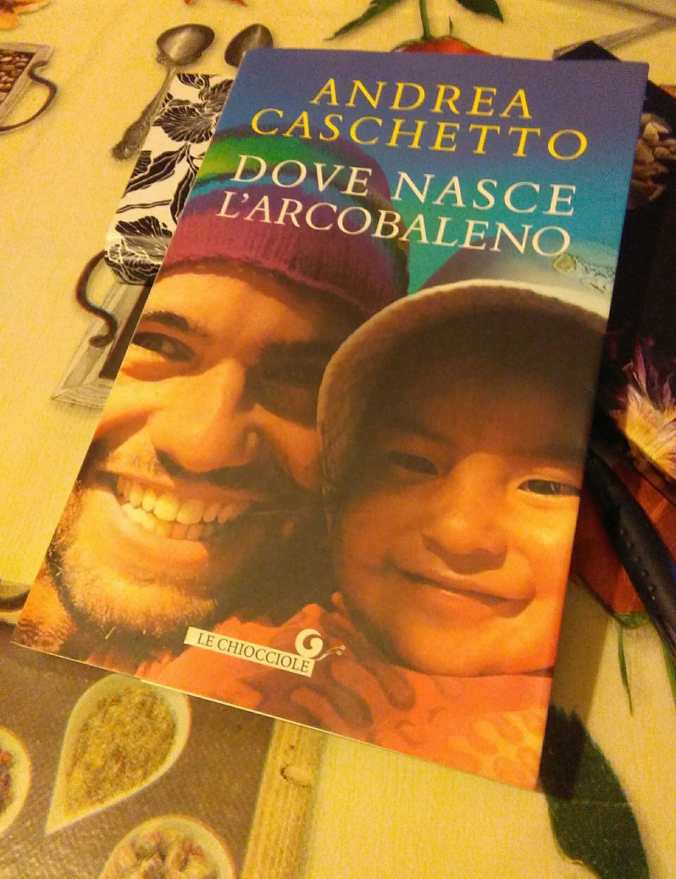 ANDREA
CASCHETTO
DOVE NASCE
L'ARCOBALENO
LE CHIOCCIOLE